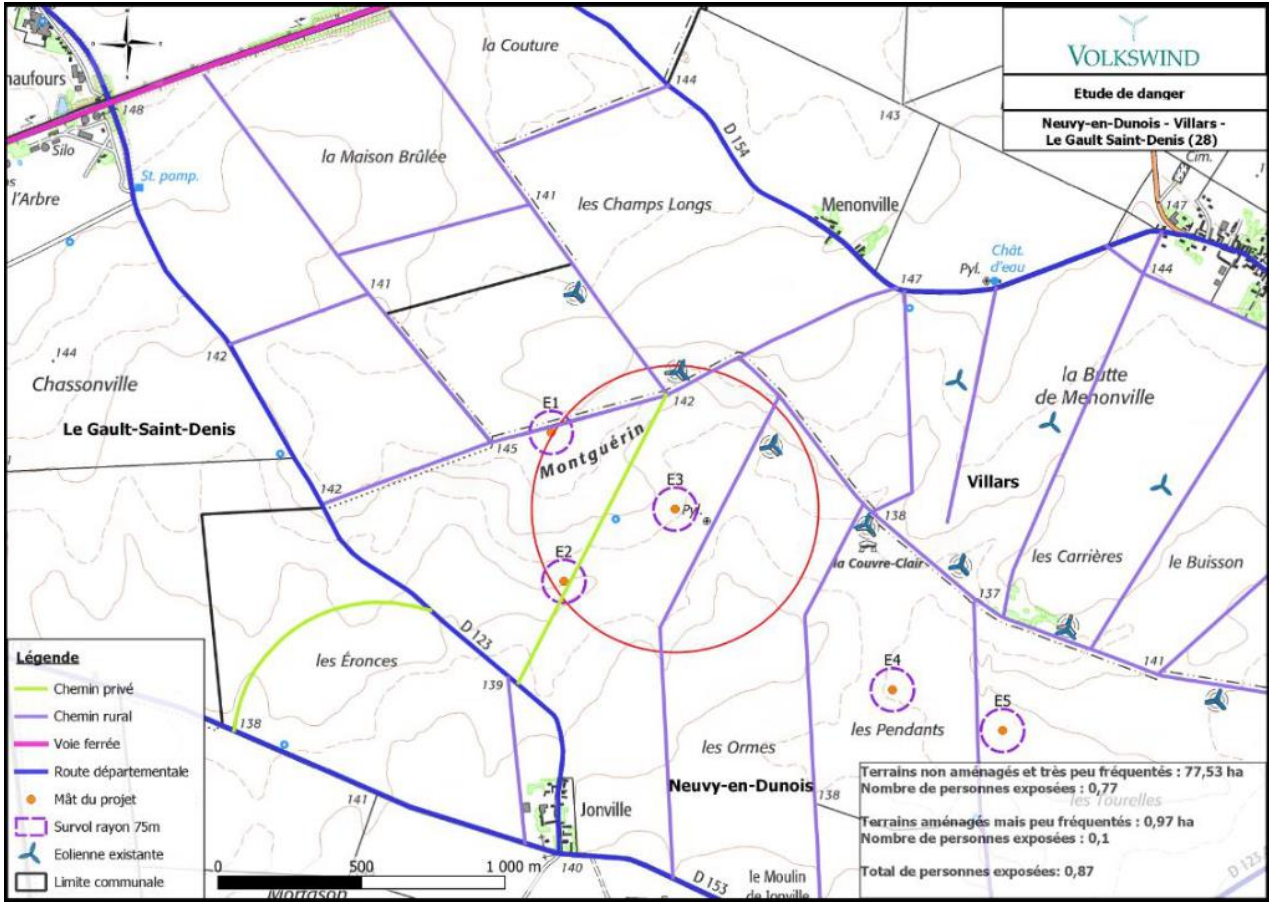 VOLKSWIND
Etude de danger
Neuvy-en-Dunois - Villars -
Le Gault Saint-Denis (28)
la Couture
144
143
haufours
148
Silo
l'Arbre
St. pomp.
la Maison Brûlée
141
les Champs Longs
D 154
Menonville
Cim.
147
Chât.
d'eau
Pyl.
147
144
141
142
144
Chassonville
Le Gault-Saint-Denis
la Butte
de Menonville
E1
142
145
Montguérin
142
E3
Pyl.
Villars
138
la Couvre-Clair
les Carrières
le Buisson
E2
137
141
les Éronces
D 123
139
138
E4
les Pendants
E5
les Ormes
Neuvy-en-Dunois
138
141
Jonville
140
D 153
le Moulin
de Jonville
les Tourelles
D 123
Légende
Chemin privé
Chemin rural
Voie ferrée
Route départementale
Mât du projet
Survol rayon 75m
Eolienne existante
Limite communale
0
500
1 000 m
Terrains non aménagés et très peu fréquentés : 77,53 ha
Nombre de personnes exposées : 0,77
Terrains aménagés mais peu fréquentés : 0,97 ha
Nombre de personnes exposées : 0,1
Total de personnes exposées: 0,87